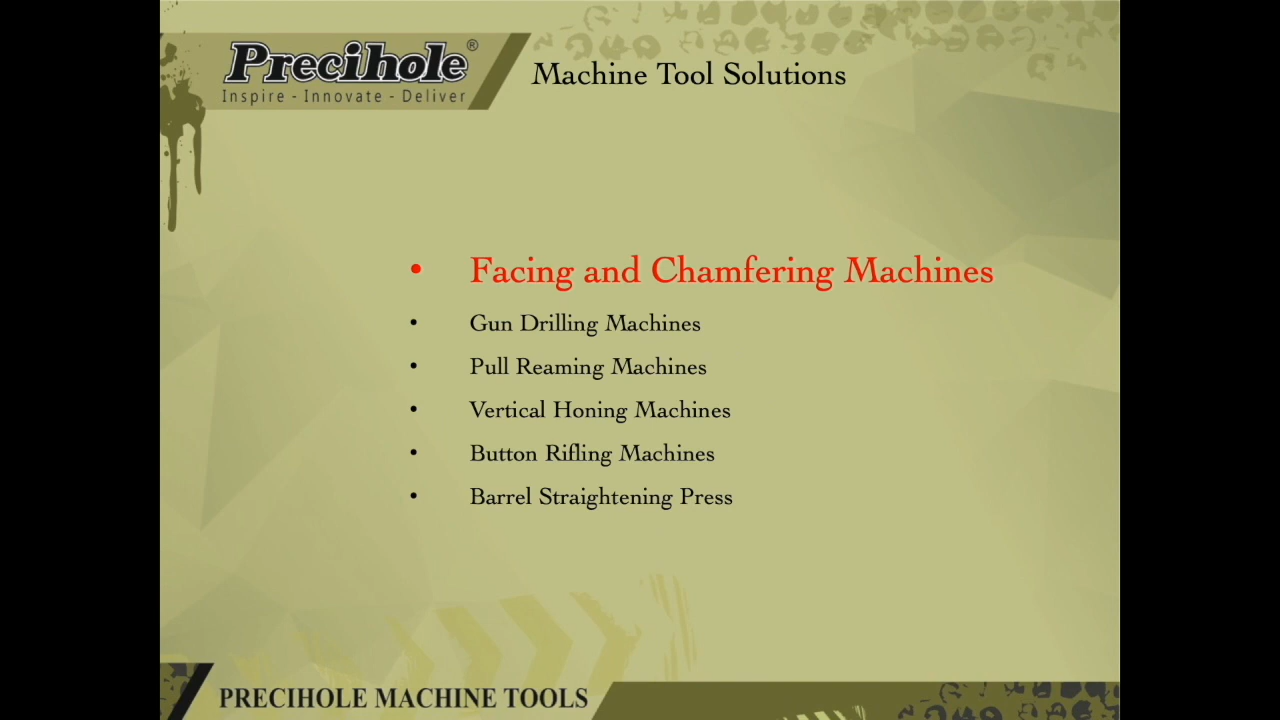 Precihole®
Inspire - Innovate - Deliver
Machine Tool Solutions
• Facing and Chamfering Machines
• Gun Drilling Machines
• Pull Reaming Machines
• Vertical Honing Machines
• Button Rifling Machines
• Barrel Straightening Press
PRECIHOLE MACHINE TOOLS